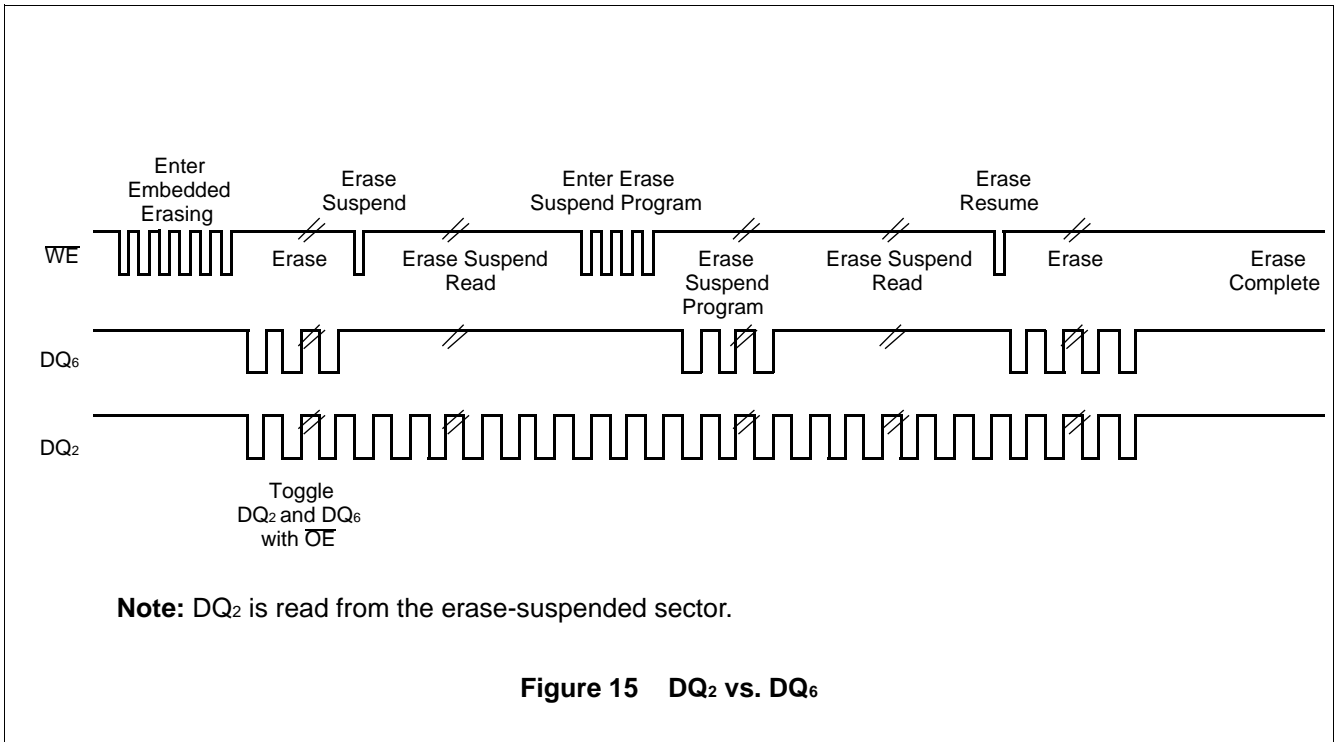 Enter
Embedded
Erasing
Erase
Suspend
Enter Erase
Suspend Program
Erase
Resume
WE
Erase
Erase Suspend
Read
Erase
Suspend
Program
Erase Suspend
Read
Erase
Erase
Complete
DQ6
DQ2
Toggle
DQ2 and DQ6
with OE
Note: DQ2 is read from the erase-suspended sector.
Figure 15 DQ2 vs. DQ6